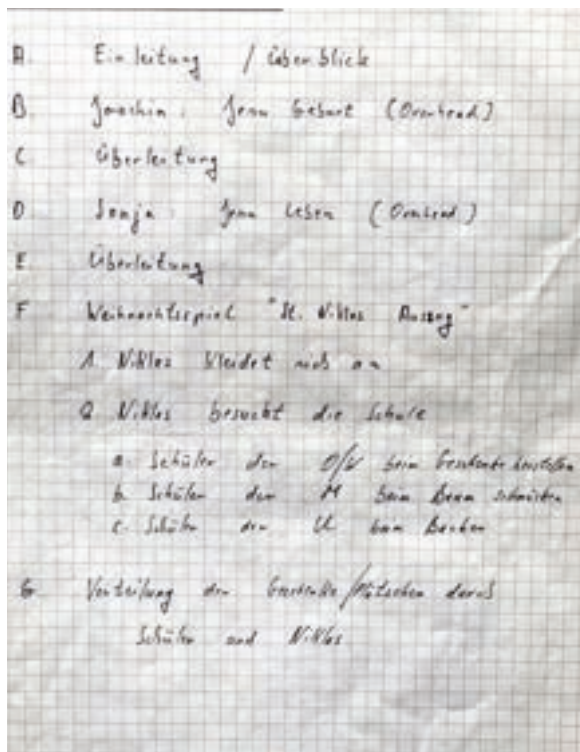 A. Einleitung / Überblick
B. Joachim: Jesu Geburt (Overhead)
C Überleitung
D. Sonja: Jesu Leben (Overhead)
E Überleitung
F Weihnachtsspiel "St. Niklas Auszug"
1. Niklas kleidet sich an
2 Niklas besucht die Schule
a. Schüler der O/W beim Geschenke herstellen
b. Schüler der M beim Baum schmücken
c. Schüler der U beim Backen
G Verteilung der Geschenke/Plätzchen durch
Schüler und Niklas